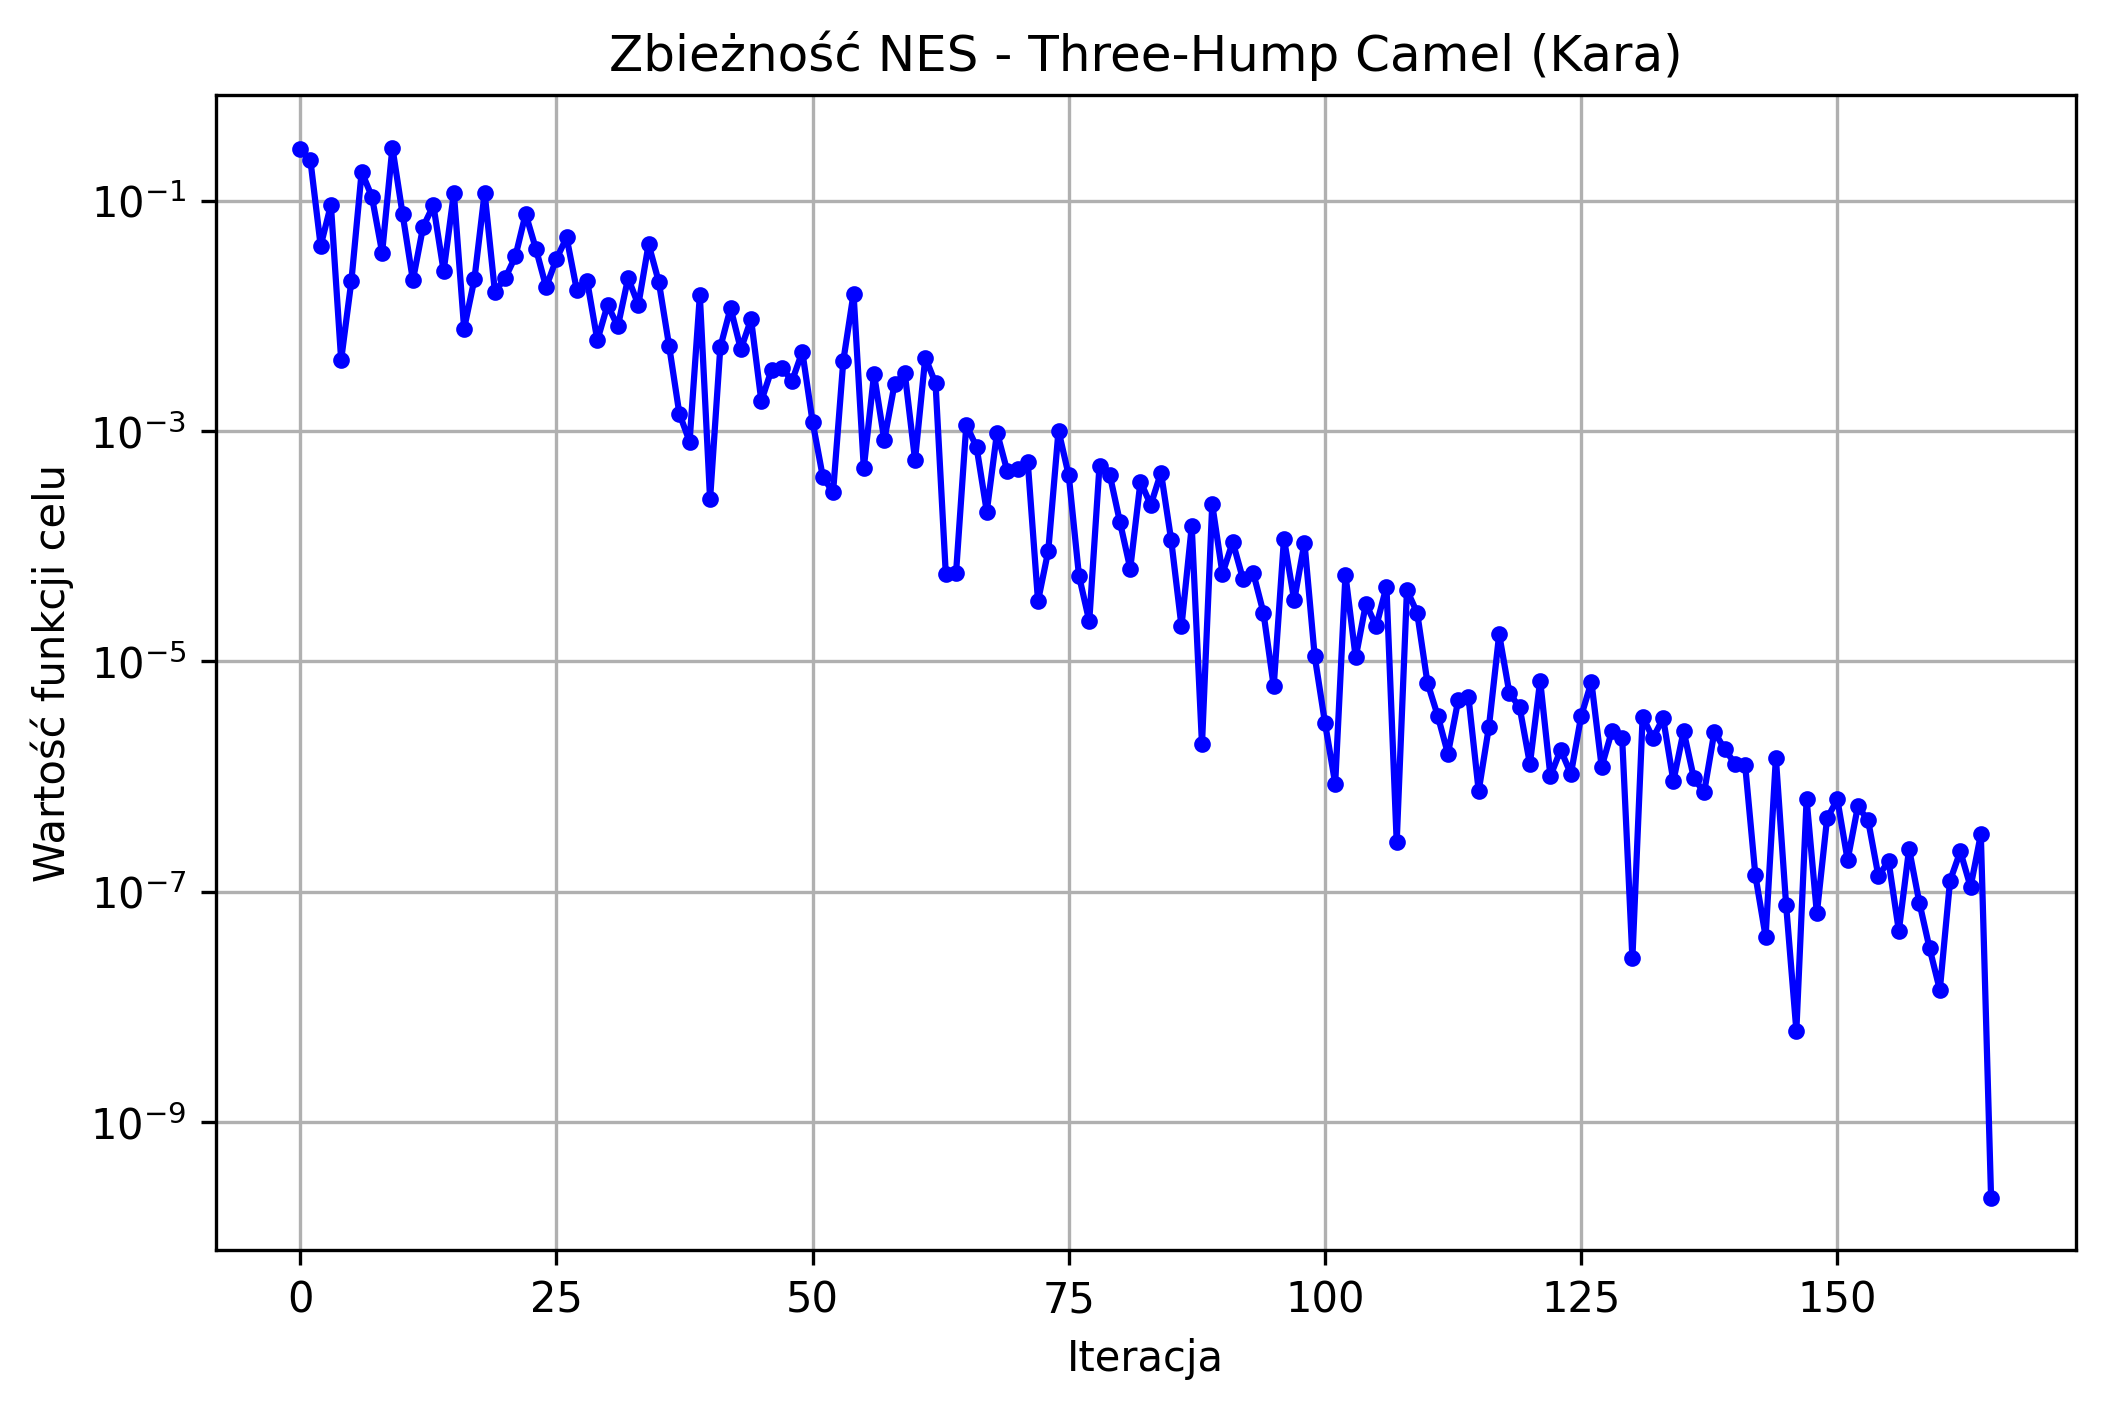 Zbieżność NES - Three-Hump Camel (Kara)
Wartość funkcji celu
10⁻¹
10⁻³
10⁻⁵
10⁻⁷
10⁻⁹
0 25 50 75 100 125 150
Iteracja